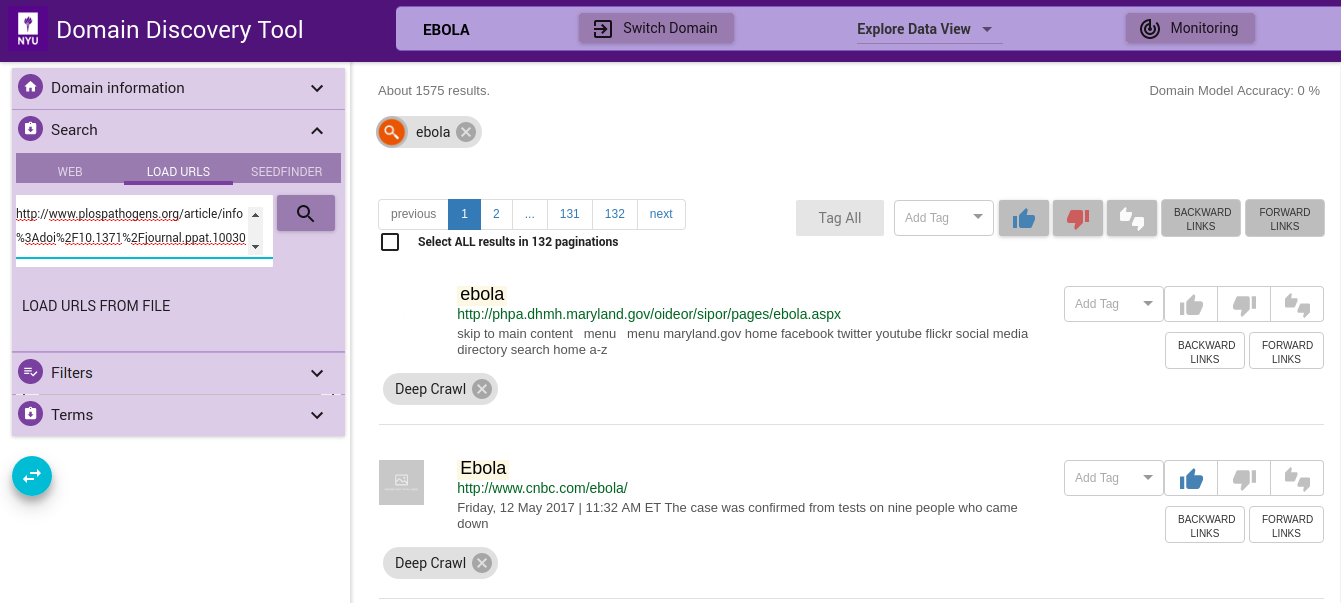 NYU
Domain Discovery Tool
EBOLA
Switch Domain
Explore Data View
Monitoring
Domain information
Search
WEB
LOAD URLS
SEEDFINDER
http://www.plospathogens.org/article/info
%3Adoi%2F10.1371%2Fjournal.ppat.10030
LOAD URLS FROM FILE
Filters
Terms
About 1575 results.
Domain Model Accuracy: 0 %
ebola
previous
1
2
...
131
132
next
Select ALL results in 132 paginations
Tag All
Add Tag
BACKWARD
LINKS
FORWARD
LINKS
ebola
http://phpa.dhmh.maryland.gov/oideor/sipor/pages/ebola.aspx
skip to main content menu menu maryland.gov home facebook twitter youtube flickr social media
directory search home a-z
Add Tag
BACKWARD
LINKS
FORWARD
LINKS
Deep Crawl
Ebola
http://www.cnbc.com/ebola/
Friday, 12 May 2017 | 11:32 AM ET The case was confirmed from tests on nine people who came
down
Add Tag
BACKWARD
LINKS
FORWARD
LINKS
Deep Crawl